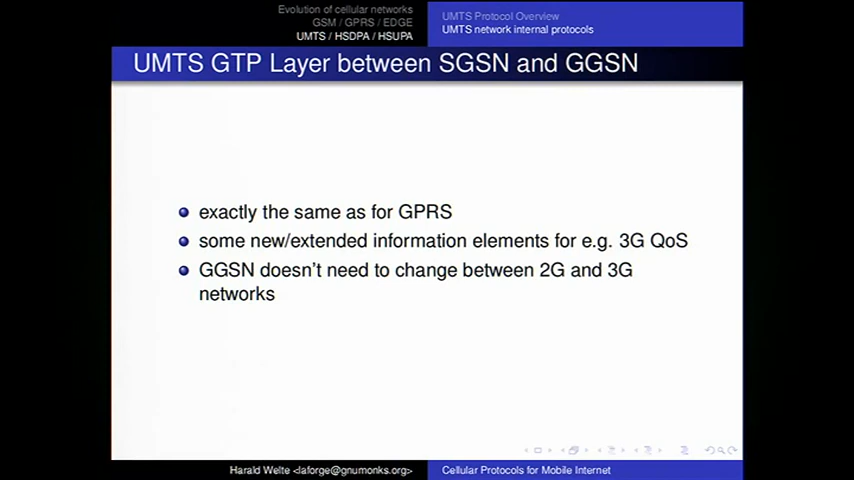 Evolution of cellular networks
GSM / GPRS / EDGE
UMTS / HSDPA / HSUPA
UMTS Protocol Overview
UMTS network internal protocols
UMTS GTP Layer between SGSN and GGSN
exactly the same as for GPRS
some new/extended information elements for e.g. 3G QoS
GGSN doesn't need to change between 2G and 3G
networks
Harald Welte <laforge@gnumonks.org>
Cellular Protocols for Mobile Internet